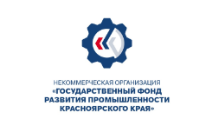 НЕКОММЕРЧЕСКАЯ ОРГАНИЗАЦИЯ
«ГОСУДАРСТВЕННЫЙ ФОНД
РАЗВИТИЯ ПРОМЫШЛЕННОСТИ
КРАСНОЯРСКОГО КРАЯ»